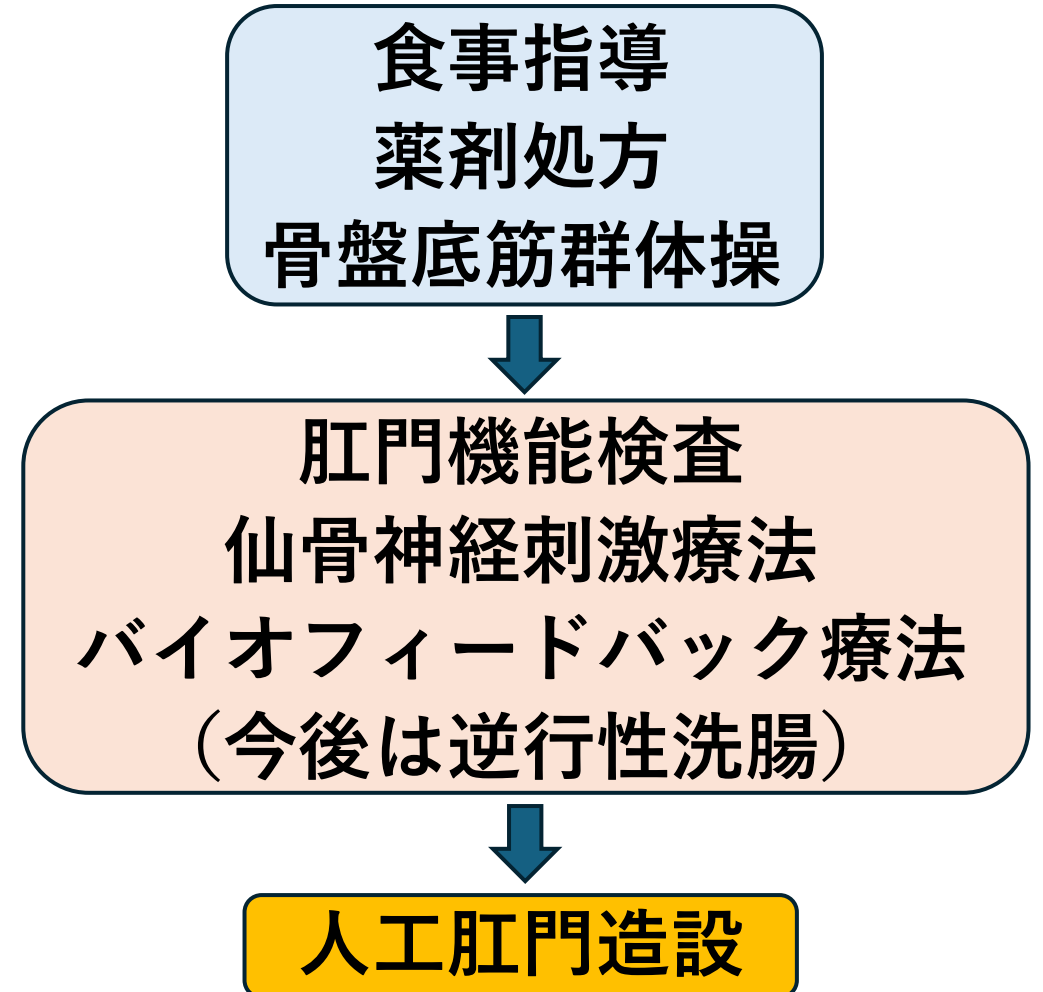 食事指導
薬剤処方
骨盤底筋群体操
肛門機能検査
仙骨神経刺激療法
バイオフィードバック療法
（今後は逆行性洗腸）
人工肛門造設